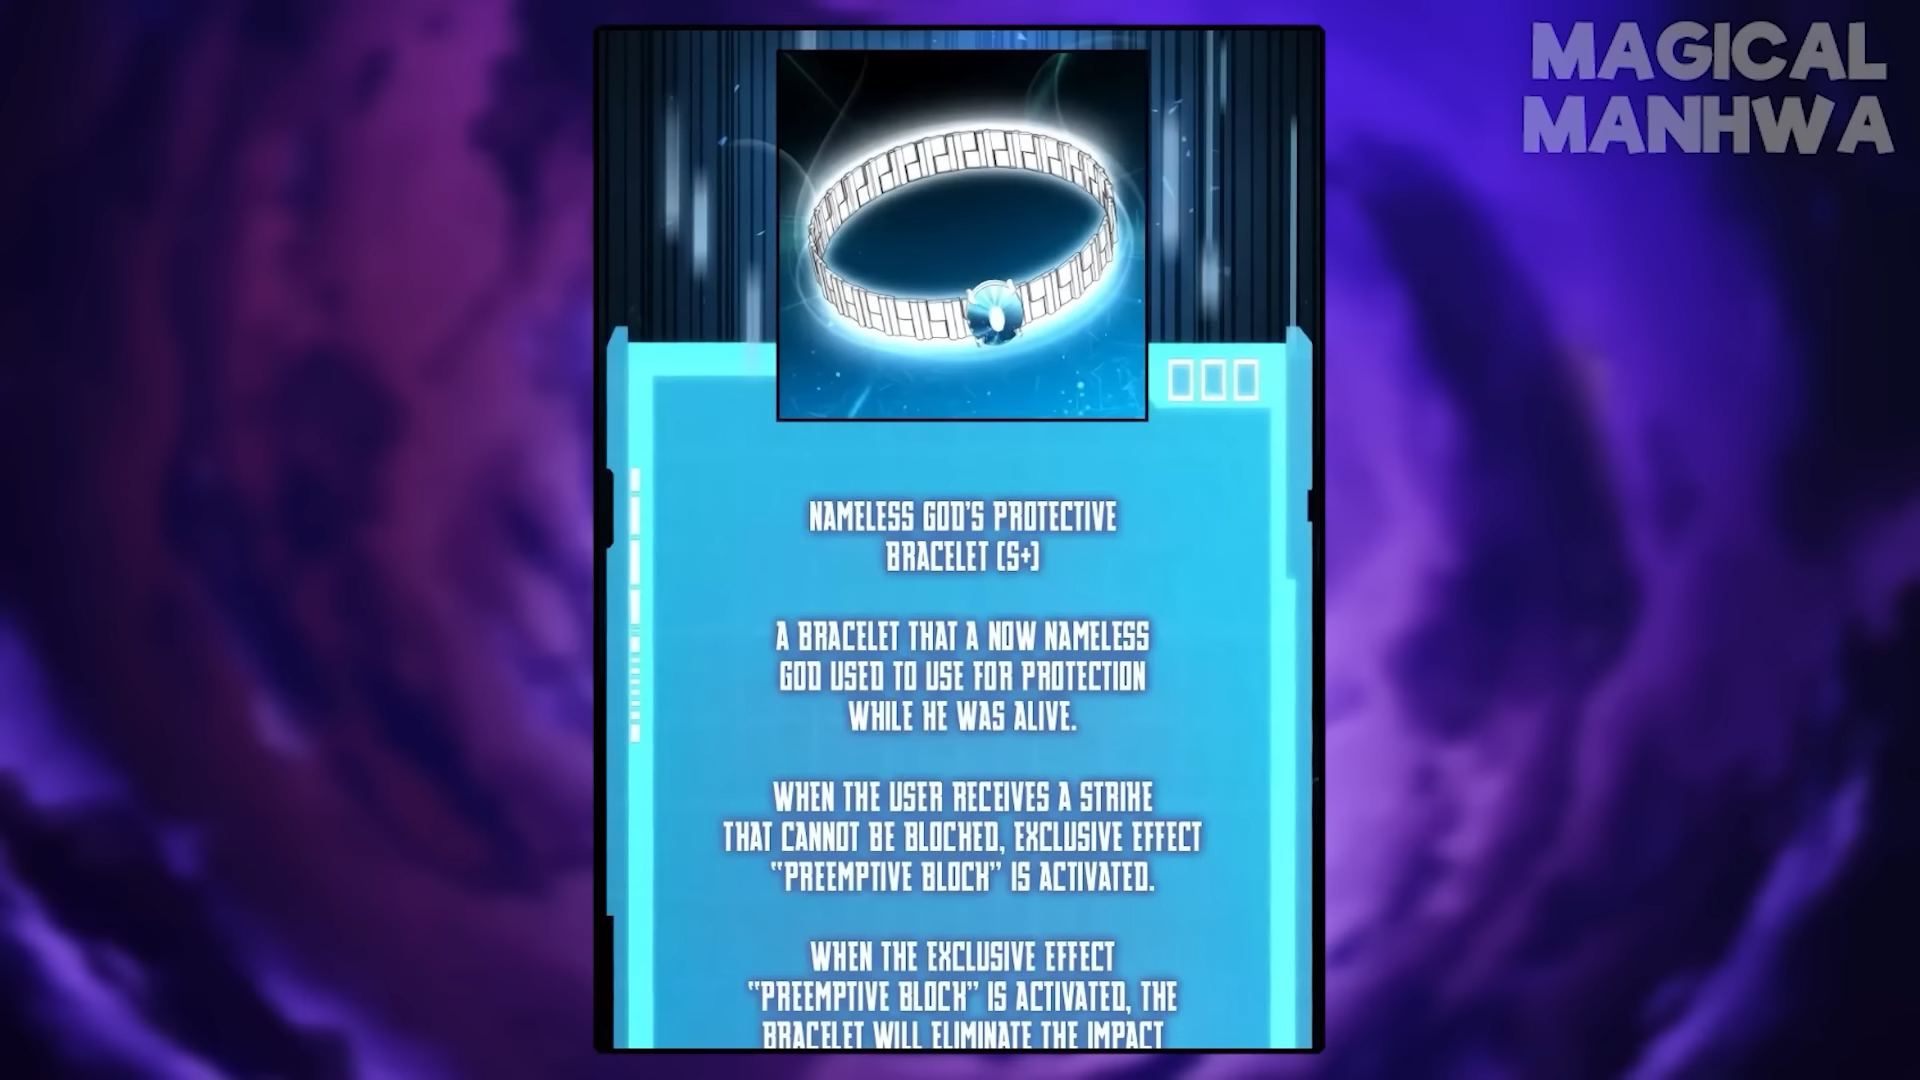 MAGICAL
MANHWA
NAMELESS GOD'S PROTECTIVE
BRACELET (S+)
A BRACELET THAT A NOW NAMELESS
GOD USED TO USE FOR PROTECTION
WHILE HE WAS ALIVE.
WHEN THE USER RECEIVES A STRIKE
THAT CANNOT BE BLOCKED, EXCLUSIVE EFFECT
"PREEMPTIVE BLOCK" IS ACTIVATED.
WHEN THE EXCLUSIVE EFFECT
"PREEMPTIVE BLOCK" IS ACTIVATED, THE
BRACELET WILL ELIMINATE THE IMPACT